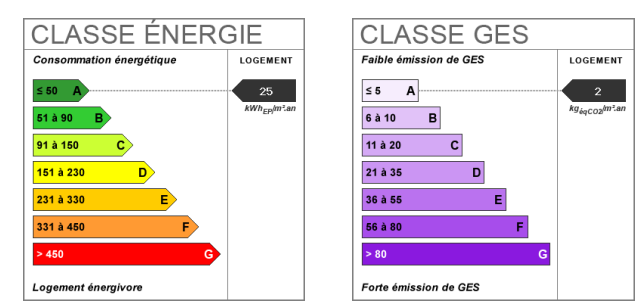 CLASSE ÉNERGIE
Consommation énergétique
LOGEMENT
≤ 50 A
25
kWhEP/m².an
51 à 90 B
91 à 150 C
151 à 230 D
231 à 330 E
331 à 450 F
> 450 G
Logement énergivore
CLASSE GES
Faible émission de GES
LOGEMENT
≤ 5 A
2
kgéqCO2/m².an
6 à 10 B
11 à 20 C
21 à 35 D
36 à 55 E
56 à 80 F
> 80 G
Forte émission de GES